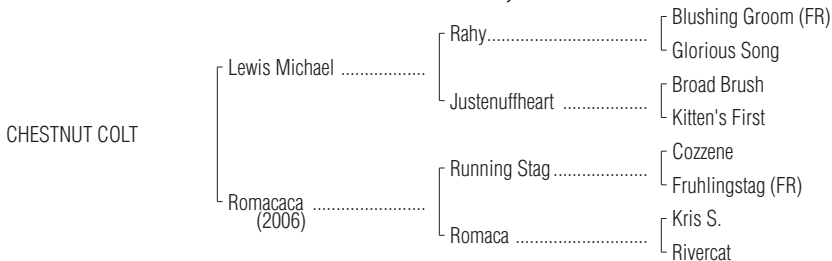 Blushing Groom (FR)
Rahy
Glorious Song
Lewis Michael
Broad Brush
Justenuffheart
Kitten's First
CHESTNUT COLT
Cozzene
Running Stag
Fruhlingstag (FR)
Romacaca
(2006)
Kris S.
Romaca
Rivercat